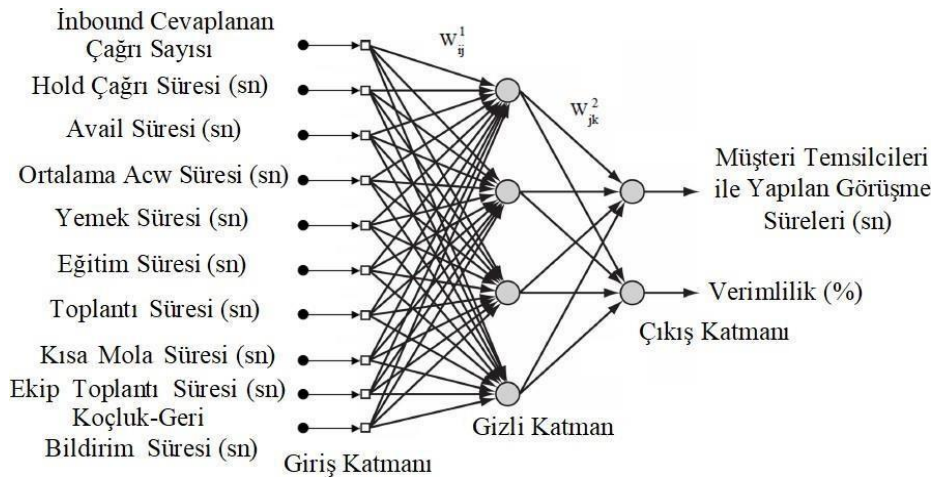 İnbound Cevaplanan
Çağrı Sayısı
Hold Çağrı Süresi (sn)
Avail Süresi (sn)
Ortalama Acw Süresi (sn)
Yemek Süresi (sn)
Eğitim Süresi (sn)
Toplantı Süresi (sn)
Kısa Mola Süresi (sn)
Ekip Toplantı Süresi (sn)
Koçluk-Geri
Bildirim Süresi (sn)
Giriş Katmanı
W¹ij
Gizli Katman
W²jk
Müşteri Temsilcileri
ile Yapılan Görüşme
Süreleri (sn)
Verimlilik (%)
Çıkış Katmanı